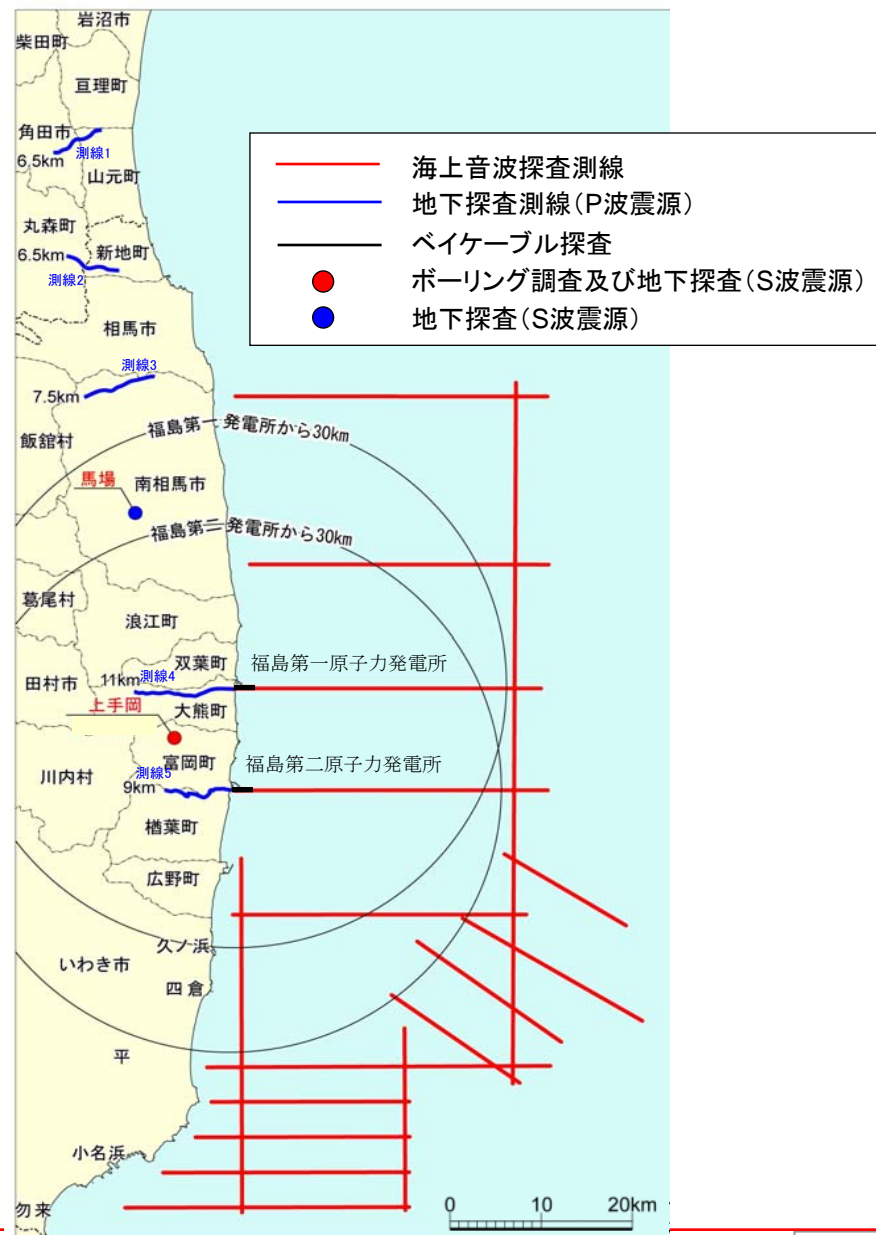 岩沼市
柴田町
亘理町
角田市
6.5km
測線1
山元町
海上音波探査測線
地下探査測線(P波震源)
ベイケーブル探査
ボーリング調査及び地下探査(S波震源)
地下探査(S波震源)
丸森町
6.5km
新地町
測線2
相馬市
測線3
7.5km
福島第一発電所から30km
飯舘村
馬場
南相馬市
福島第二発電所から30km
葛尾村
浪江町
双葉町
福島第一原子力発電所
田村市
11km
測線4
上手岡
大熊町
富岡町
福島第二原子力発電所
測線5
川内村
9km
楢葉町
広野町
久ノ浜
いわき市
四倉
平
小名浜
勿来
0 10 20km